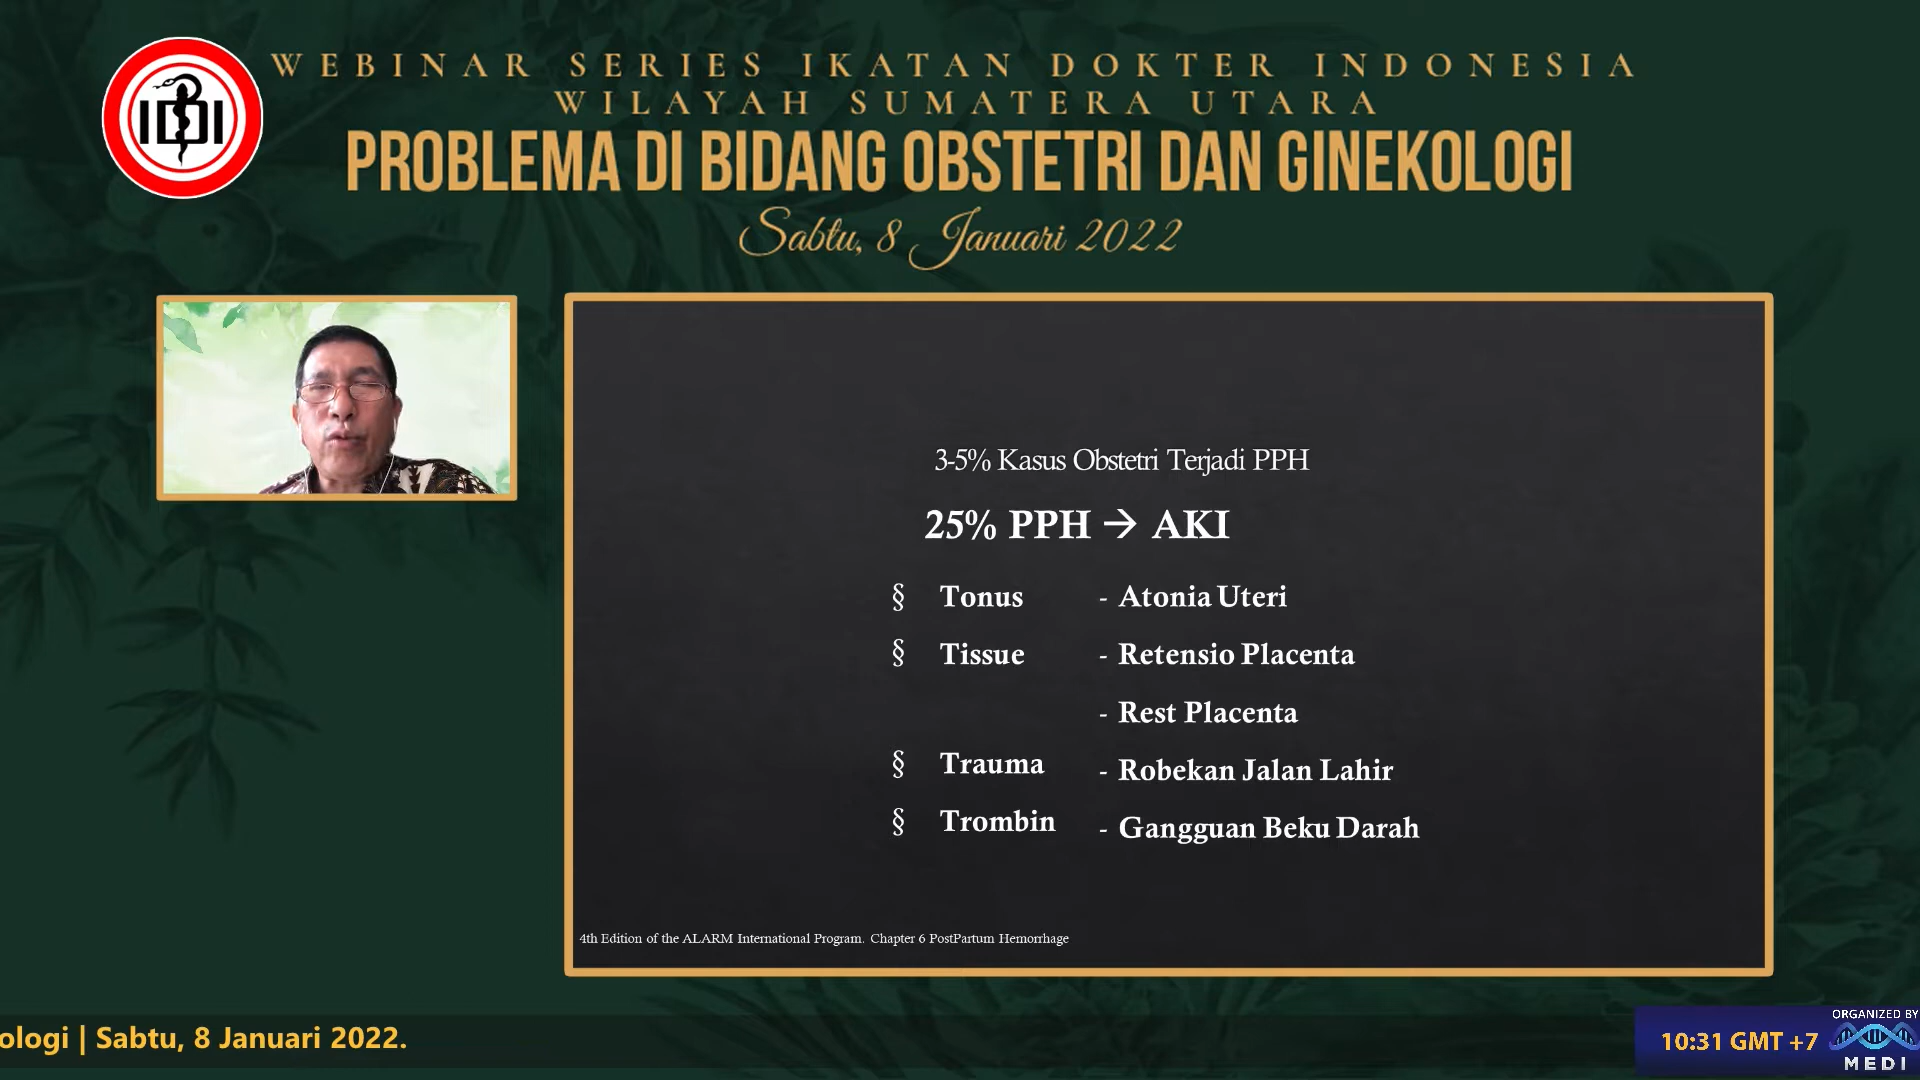 WEBINAR SERIES IKATAN DOKTER INDONESIA
WILAYAH SUMATERA UTARA
PROBLEMA DI BIDANG OBSTETRI DAN GINEKOLOGI
Sabtu, 8 Januari 2022
IDI
3-5% Kasus Obstetri Terjadi PPH
25% PPH → AKI
§ Tonus - Atonia Uteri
§ Tissue - Retensio Placenta
- Rest Placenta
§ Trauma - Robekan Jalan Lahir
§ Trombin - Gangguan Beku Darah
4th Edition of the ALARM International Program. Chapter 6 PostPartum Hemorrhage
ologi | Sabtu, 8 Januari 2022.
10:31 GMT +7
ORGANIZED BY
MEDI